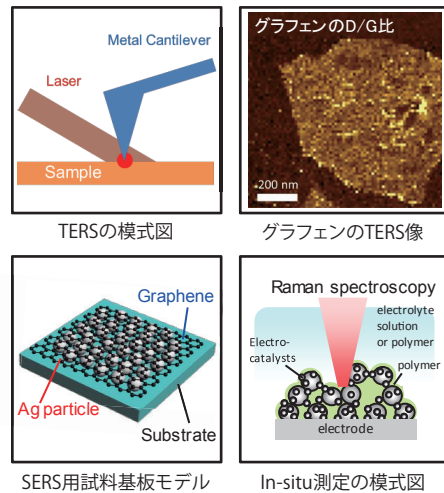 Metal Cantilever
Laser
Sample
TERSの模式図
グラフェンのD/G比
200 nm
グラフェンのTERS像
Graphene
Ag particle
Substrate
SERS用試料基板モデル
Raman spectroscopy
electrolyte
solution
or polymer
Electro-
catalysts
polymer
electrode
In-situ測定の模式図